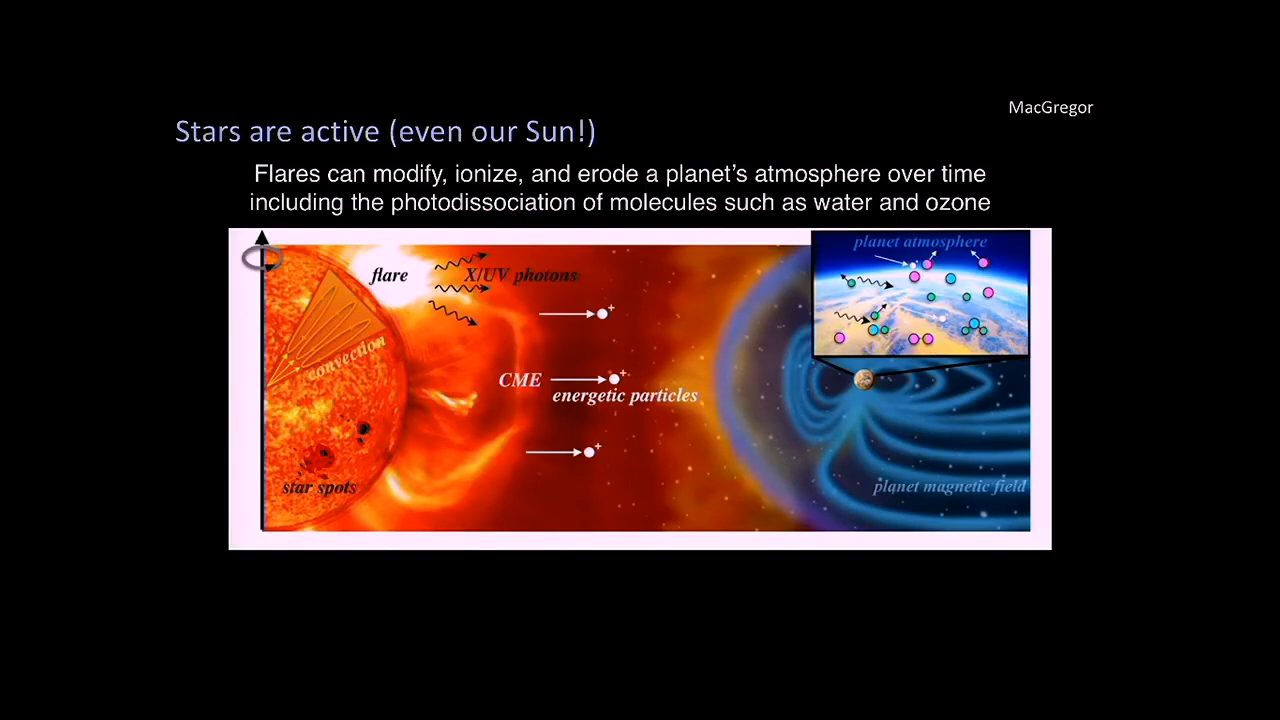 MacGregor
Stars are active (even our Sun!)
Flares can modify, ionize, and erode a planet's atmosphere over time
including the photodissociation of molecules such as water and ozone
planet atmosphere
flare
X/UV photons
+
convection
CME
+
energetic particles
+
star spots
planet magnetic field